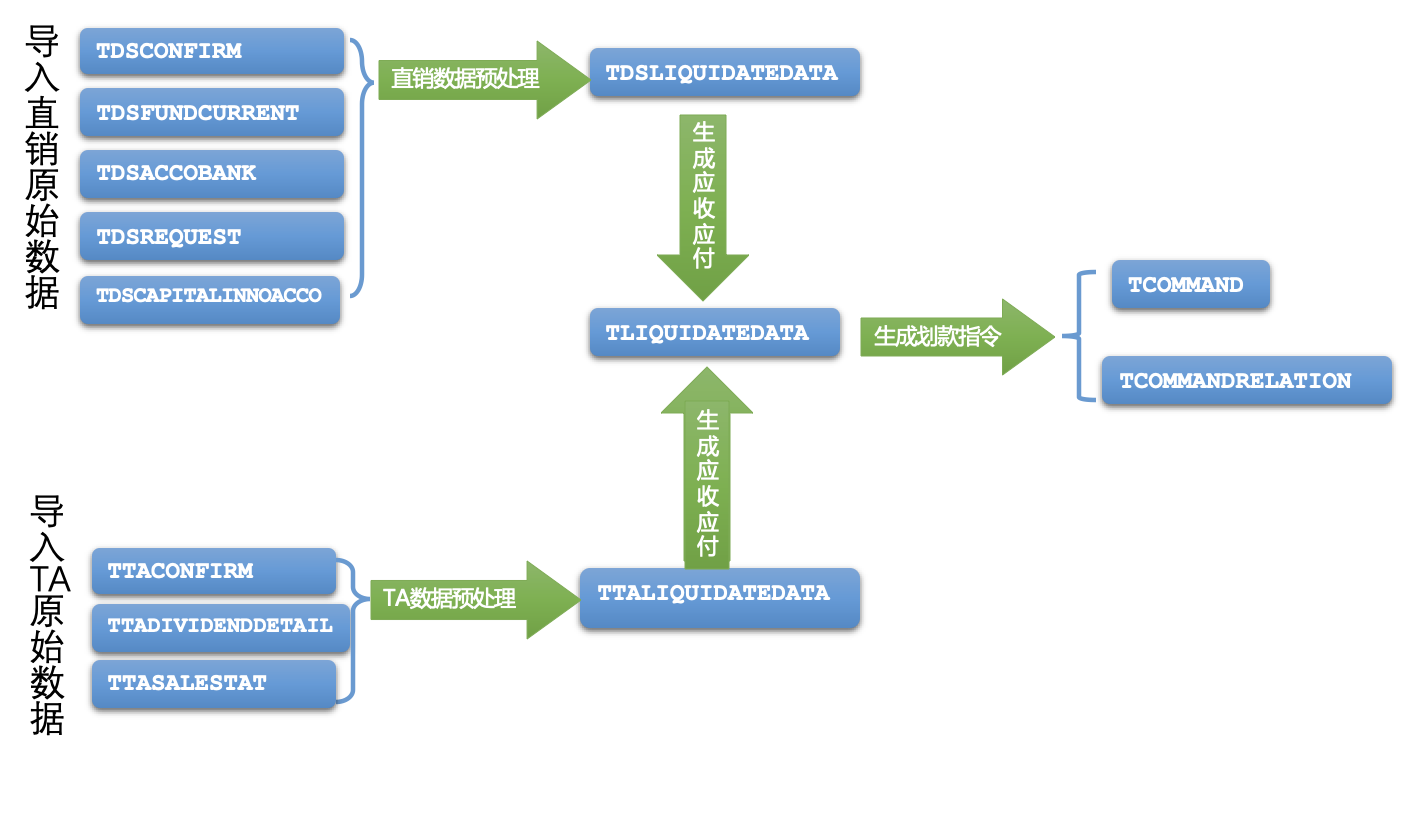 导入直销原始数据
TDSCONFIRM
TDSFUNDCURRENT
TDSACCOBANK
TDSREQUEST
TDSCAPITALINNOACCO
直销数据预处理
TDSLIQUIDATEDATA
生成应收应付
TLIQUIDATEDATA
生成划款指令
TCOMMAND
TCOMMANDRELATION
导入TA原始数据
TTACONFIRM
TTADIVIDENDDETAIL
TTASALESTAT
TA数据预处理
TTALIQUIDATEDATA
生成应收应付